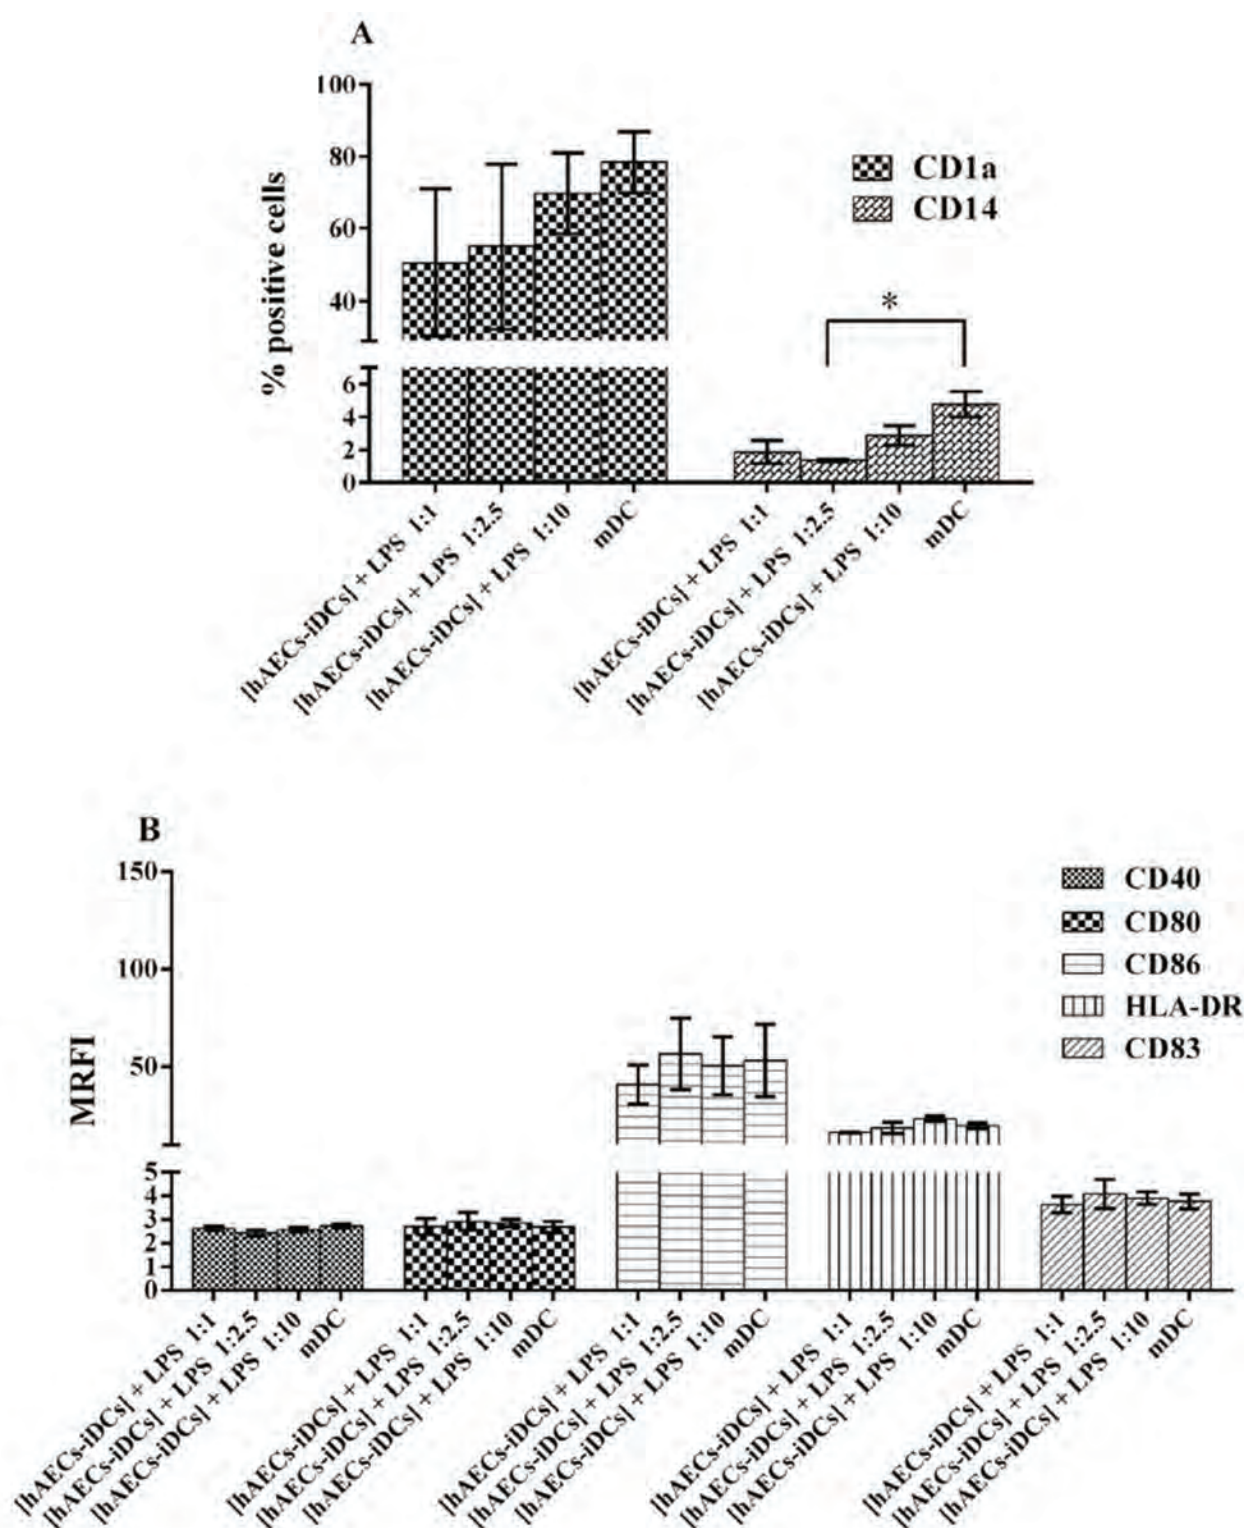 A
100
80
60
40
6
4
2
0
% positive cells
CD1a
CD14
*
[hAECs-iDCs] + LPS 1:1
[hAECs-iDCs] + LPS 1:2.5
[hAECs-iDCs] + LPS 1:10
mDC
[hAECs-iDCs] + LPS 1:1
[hAECs-iDCs] + LPS 1:2.5
[hAECs-iDCs] + LPS 1:10
mDC
B
150
100
50
5
4
3
2
1
0
MRFI
CD40
CD80
CD86
HLA-DR
CD83
[hAECs-iDCs] + LPS 1:1
[hAECs-iDCs] + LPS 1:2.5
[hAECs-iDCs] + LPS 1:10
mDC
[hAECs-iDCs] + LPS 1:1
[hAECs-iDCs] + LPS 1:2.5
[hAECs-iDCs] + LPS 1:10
mDC
[hAECs-iDCs] + LPS 1:1
[hAECs-iDCs] + LPS 1:2.5
[hAECs-iDCs] + LPS 1:10
mDC
[hAECs-iDCs] + LPS 1:1
[hAECs-iDCs] + LPS 1:2.5
[hAECs-iDCs] + LPS 1:10
mDC
[hAECs-iDCs] + LPS 1:1
[hAECs-iDCs] + LPS 1:2.5
[hAECs-iDCs] + LPS 1:10
mDC